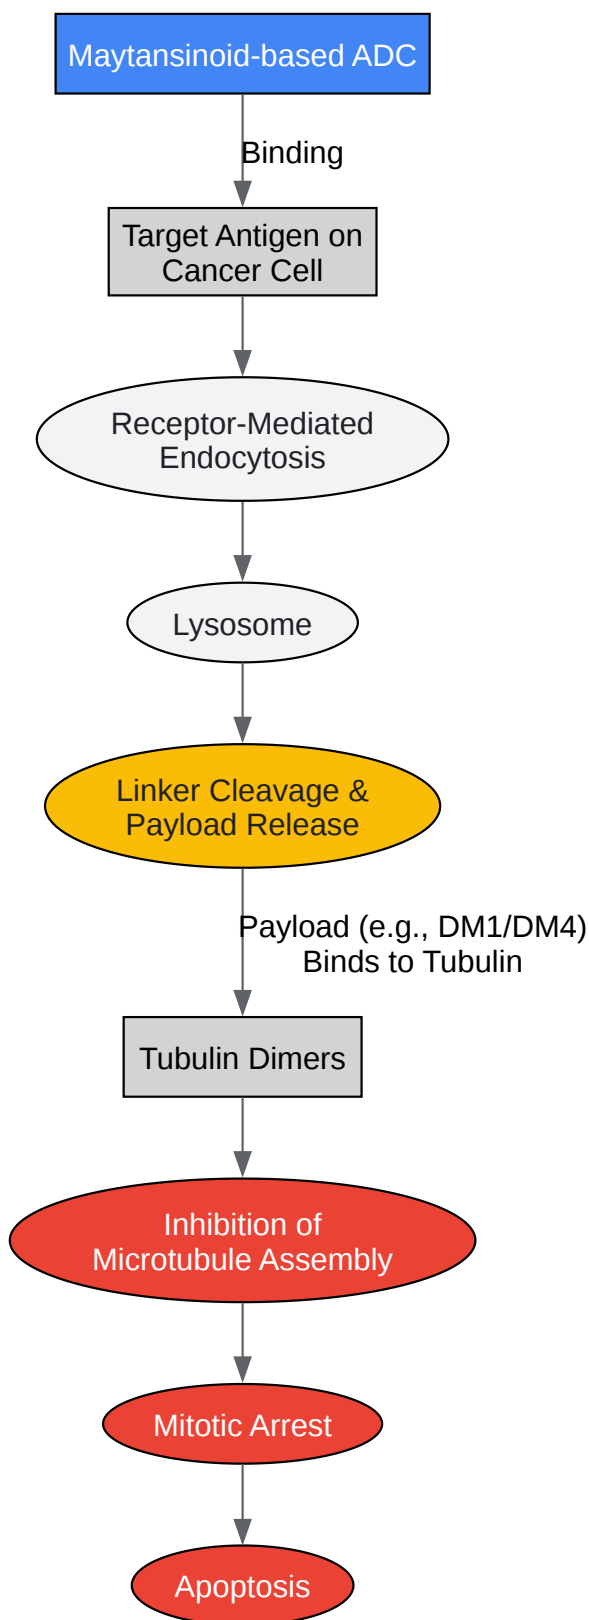 Maytansinoid-based ADC
Binding
Target Antigen on
Cancer Cell
Receptor-Mediated
Endocytosis
Lysosome
Linker Cleavage &
Payload Release
Payload (e.g., DM1/DM4)
Binds to Tubulin
Tubulin Dimers
Inhibition of
Microtubule Assembly
Mitotic Arrest
Apoptosis